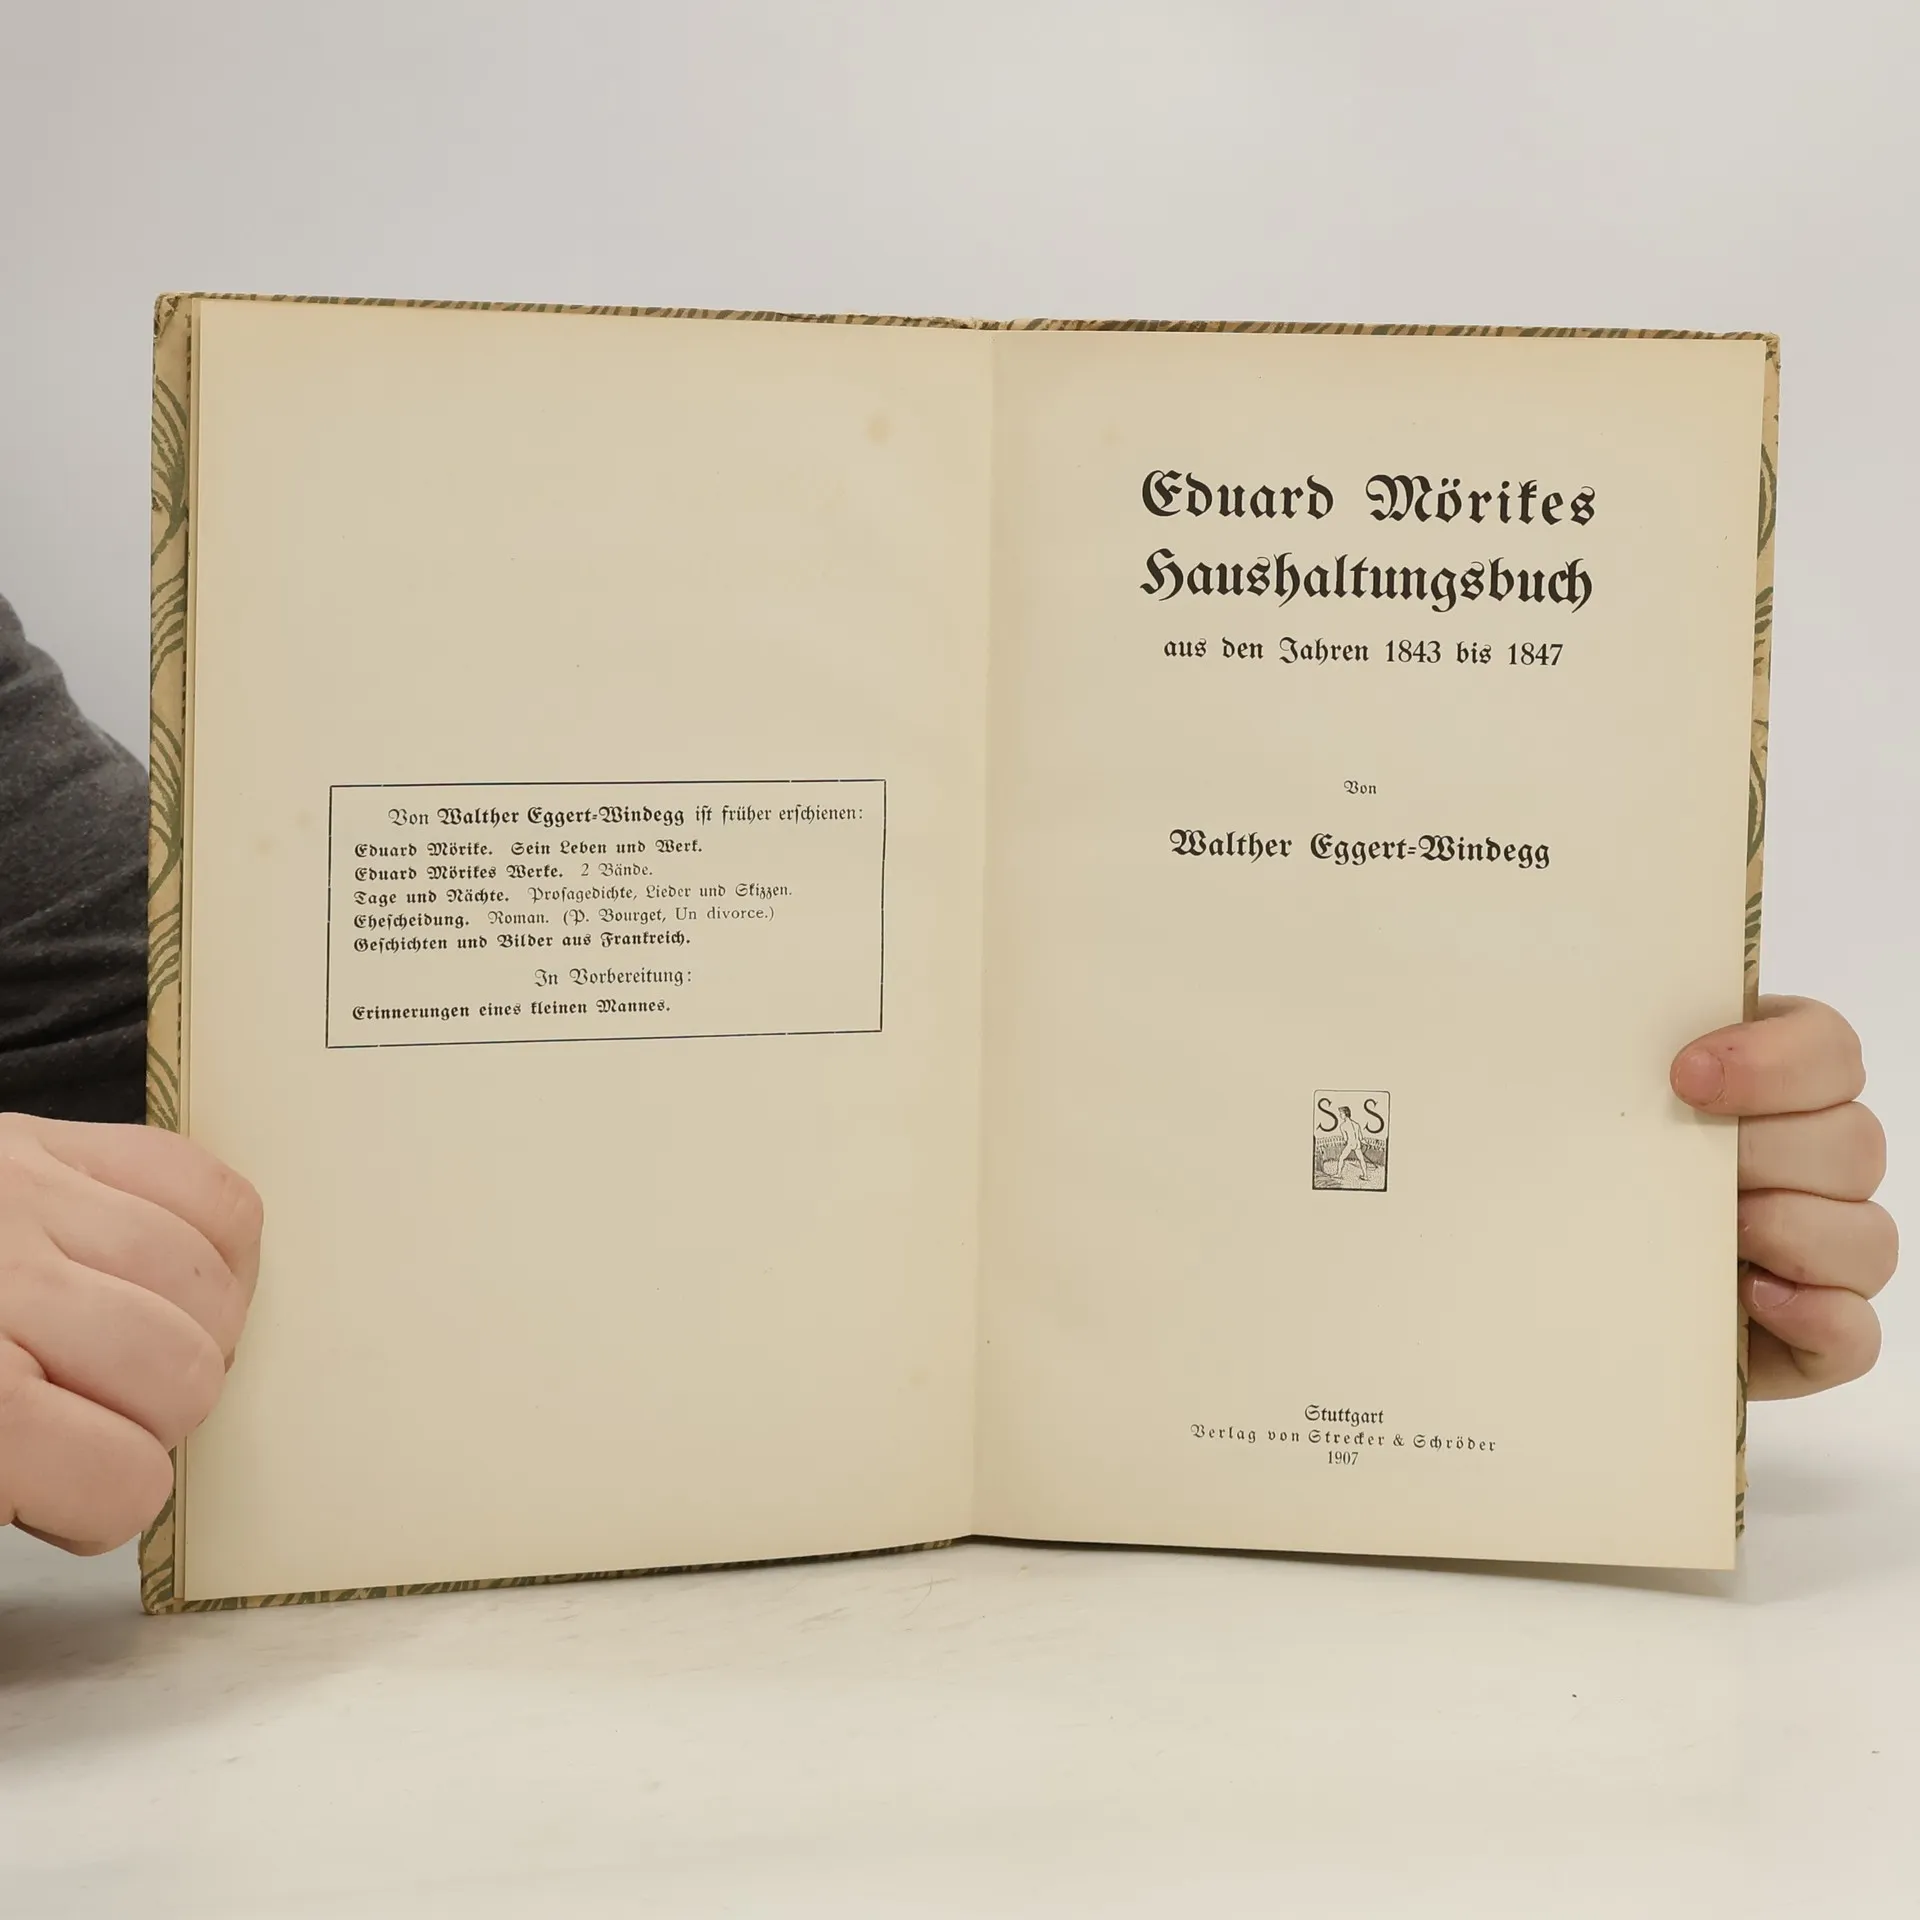 Von Walther Eggert-Windegg ist früher erschienen:
Eduard Mörike. Sein Leben und Werk.
Eduard Mörikes Werke. 2 Bände.
Tage und Nächte. Prosagedichte, Lieder und Skizzen.
Ehescheidung. Roman. (P. Bourget, Un divorce.)
Geschichten und Bilder aus Frankreich.
In Vorbereitung:
Erinnerungen eines kleinen Mannes.
Eduard Mörikes
Haushaltungsbuch
aus den Jahren 1843 bis 1847
Von
Walther Eggert-Windegg
S S
Stuttgart
Verlag von Strecker & Schröder
1907